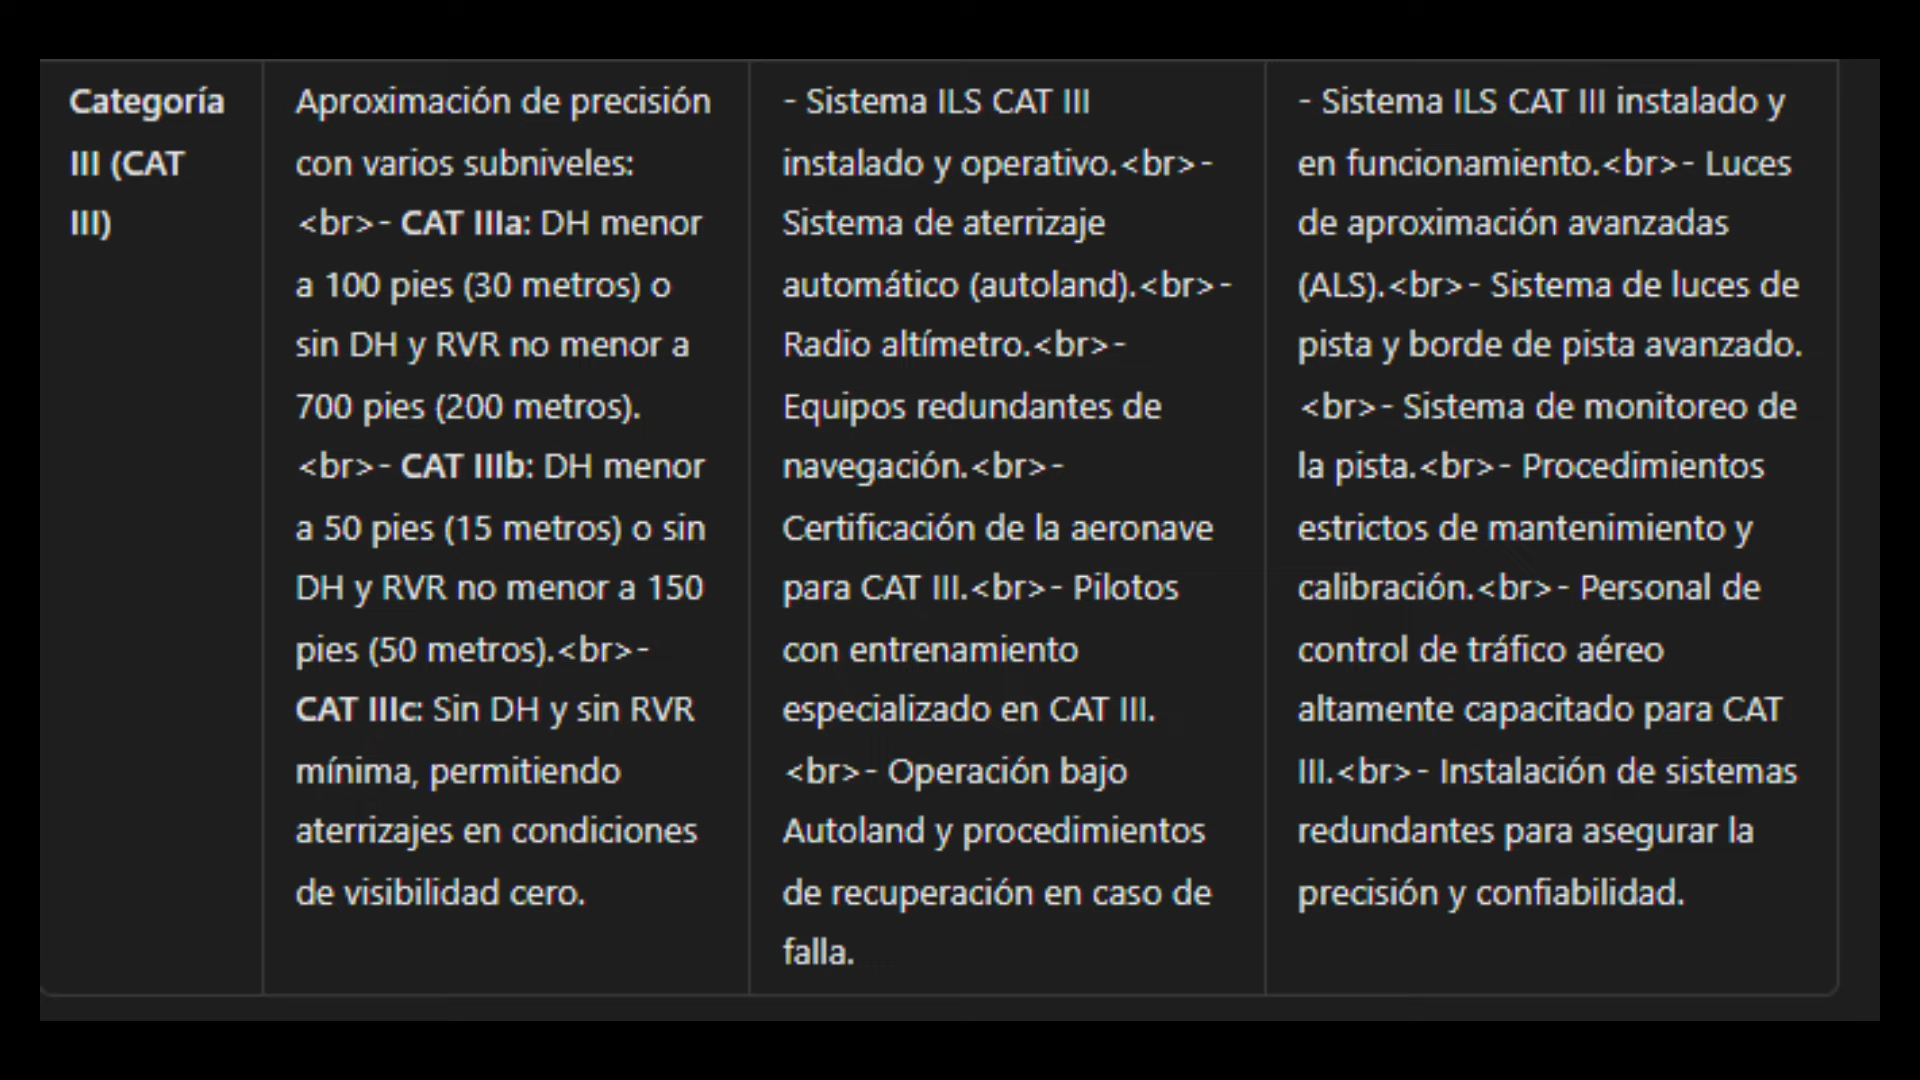 Categoría
III (CAT
III)
Aproximación de precisión
con varios subniveles:
<br>- CAT IIIa: DH menor
a 100 pies (30 metros) o
sin DH y RVR no menor a
700 pies (200 metros).
<br>- CAT IIIb: DH menor
a 50 pies (15 metros) o sin
DH y RVR no menor a 150
pies (50 metros).<br>-
CAT IIIc: Sin DH y sin RVR
mínima, permitiendo
aterrizajes en condiciones
de visibilidad cero.
- Sistema ILS CAT III
instalado y operativo.<br>-
Sistema de aterrizaje
automático (autoland).<br>-
Radio altímetro.<br>-
Equipos redundantes de
navegación.<br>-
Certificación de la aeronave
para CAT III.<br>- Pilotos
con entrenamiento
especializado en CAT III.
<br>- Operación bajo
Autoland y procedimientos
de recuperación en caso de
falla.
- Sistema ILS CAT III instalado y
en funcionamiento.<br>- Luces
de aproximación avanzadas
(ALS).<br>- Sistema de luces de
pista y borde de pista avanzado.
<br>- Sistema de monitoreo de
la pista.<br>- Procedimientos
estrictos de mantenimiento y
calibración.<br>- Personal de
control de tráfico aéreo
altamente capacitado para CAT
III.<br>- Instalación de sistemas
redundantes para asegurar la
precisión y confiabilidad.